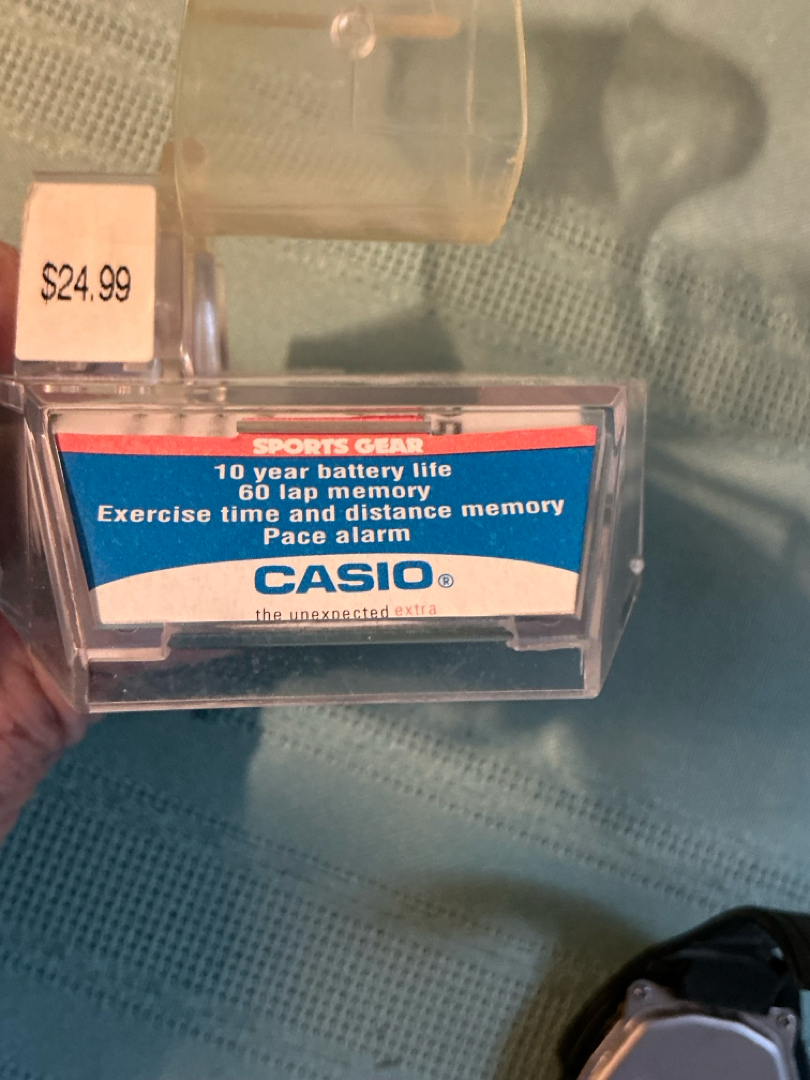 $24.99
SPORTS GEAR
10 year battery life
60 lap memory
Exercise time and distance memory
Pace alarm
CASIO®
the unexpected extra